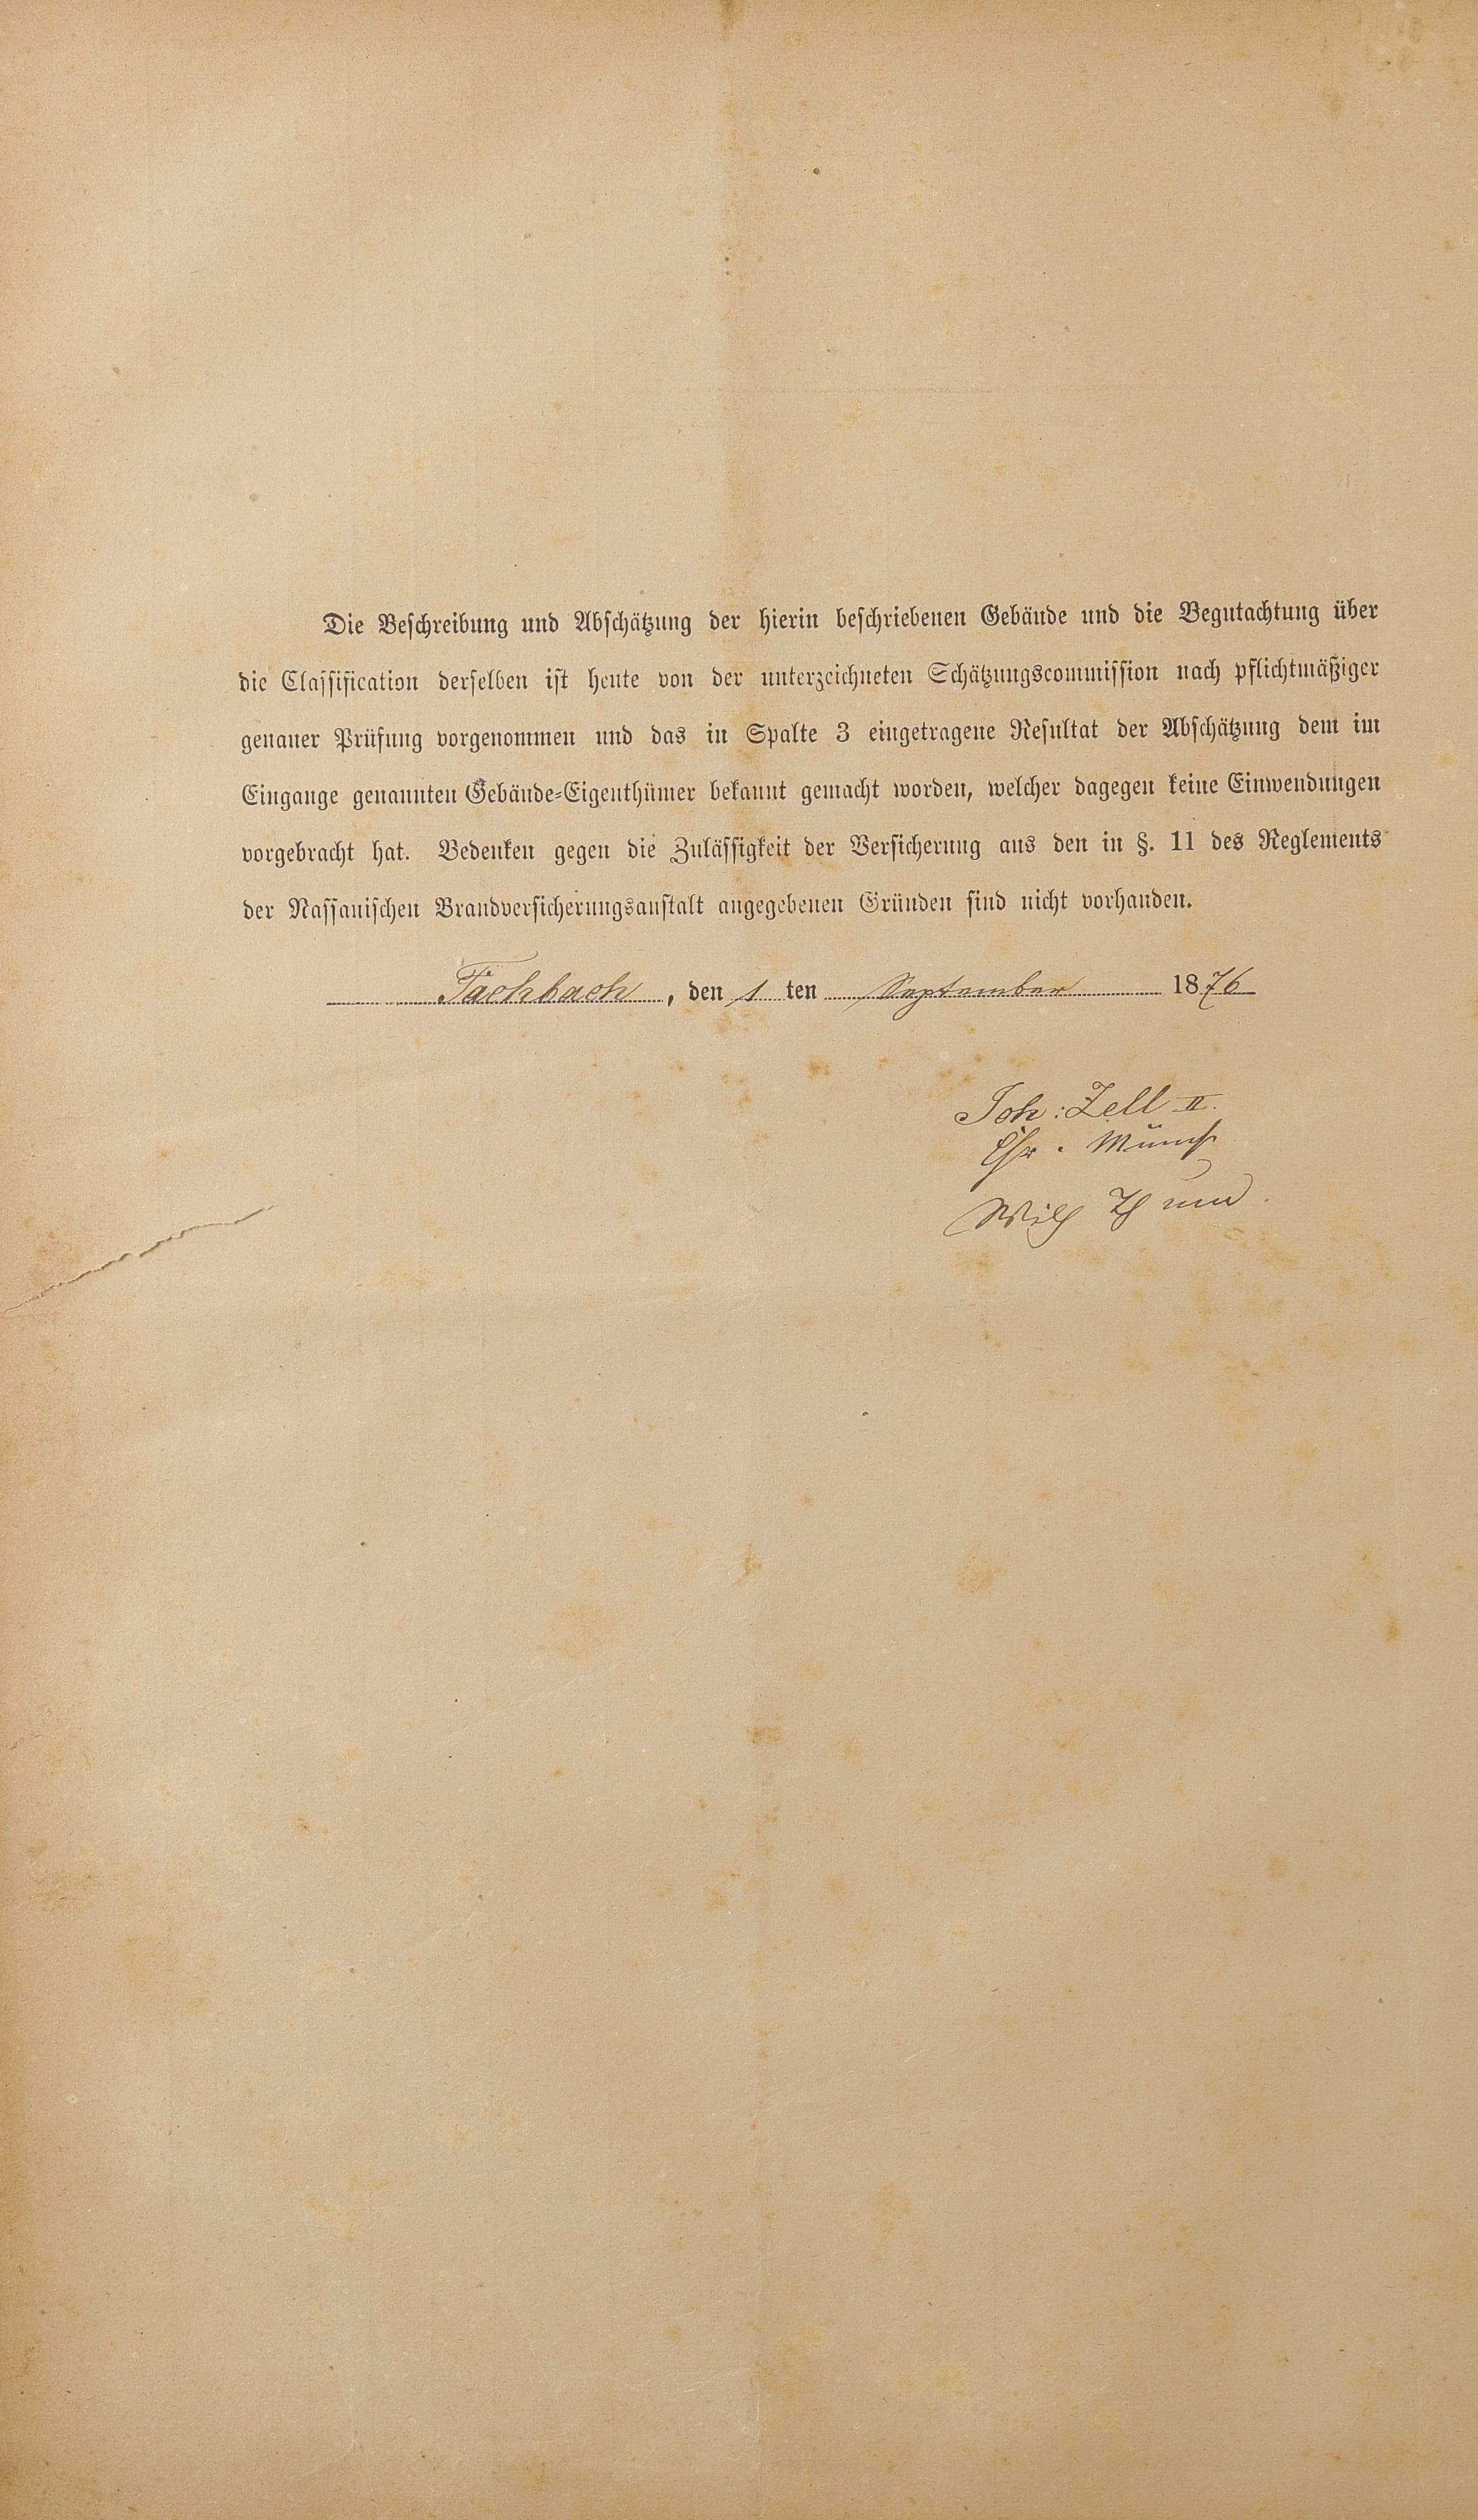 Die Beschreibung und Abschätzung der hierin beschriebenen Gebäude und die Begutachtung über
die Classification derselben ist heute von der unterzeichneten Schätzungscommission nach pflichtmäßiger
genauer Prüfung vorgenommen und das in Spalte 3 eingetragene Resultat der Abschätzung dem im
Eingange genannten Gebäude-Eigenthümer bekannt gemacht worden, welcher dagegen keine Einwendungen
vorgebracht hat. Bedenken gegen die Zulässigkeit der Versicherung aus den in §. 11 des Reglements
der Nassauischen Brandversicherungsanstalt angegebenen Gründen sind nicht vorhanden.
Fachbach, den 1 ten September 1876
Joh: Zell II.
Chr. Münch
Wilh